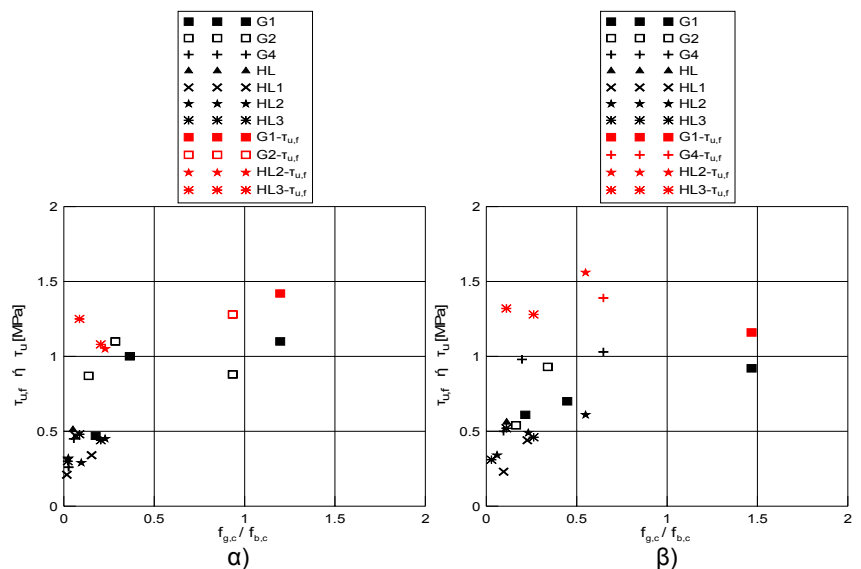 G1
G2
G4
HL
HL1
HL2
HL3
G1-τu,f
G2-τu,f
HL2-τu,f
HL3-τu,f
2
1.5
1
0.5
0
τu,f ή τu [MPa]
0 0.5 1 1.5 2
fg,c / fb,c
α)
G1
G2
G4
HL
HL1
HL2
HL3
G1-τu,f
G4-τu,f
HL2-τu,f
HL3-τu,f
2
1.5
1
0.5
0
τu,f ή τu [MPa]
0 0.5 1 1.5 2
fg,c / fb,c
β)